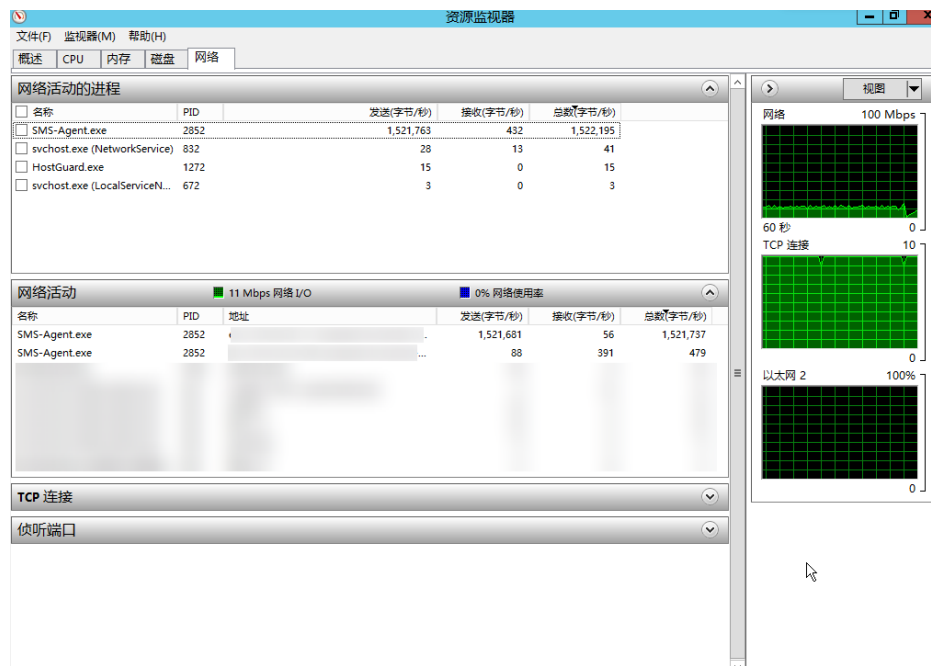 资源监视器
文件(F) 监视器(M) 帮助(H)
概述 CPU 内存 磁盘 网络
网络活动的进程
名称 PID 发送(字节/秒) 接收(字节/秒) 总数(字节/秒)
SMS-Agent.exe 2852 1,521,763 432 1,522,195
svchost.exe (NetworkService) 832 28 13 41
HostGuard.exe 1272 15 0 15
svchost.exe (LocalServiceN... 672 3 0 3
网络活动 11 Mbps 网络 I/O 0% 网络使用率
名称 PID 地址 发送(字节/秒) 接收(字节/秒) 总数(字节/秒)
SMS-Agent.exe 2852 1,521,681 56 1,521,737
SMS-Agent.exe 2852 ... 88 391 479
TCP 连接
侦听端口
视图
网络 100 Mbps
60 秒 0
TCP 连接 10
0
以太网 2 100%
0